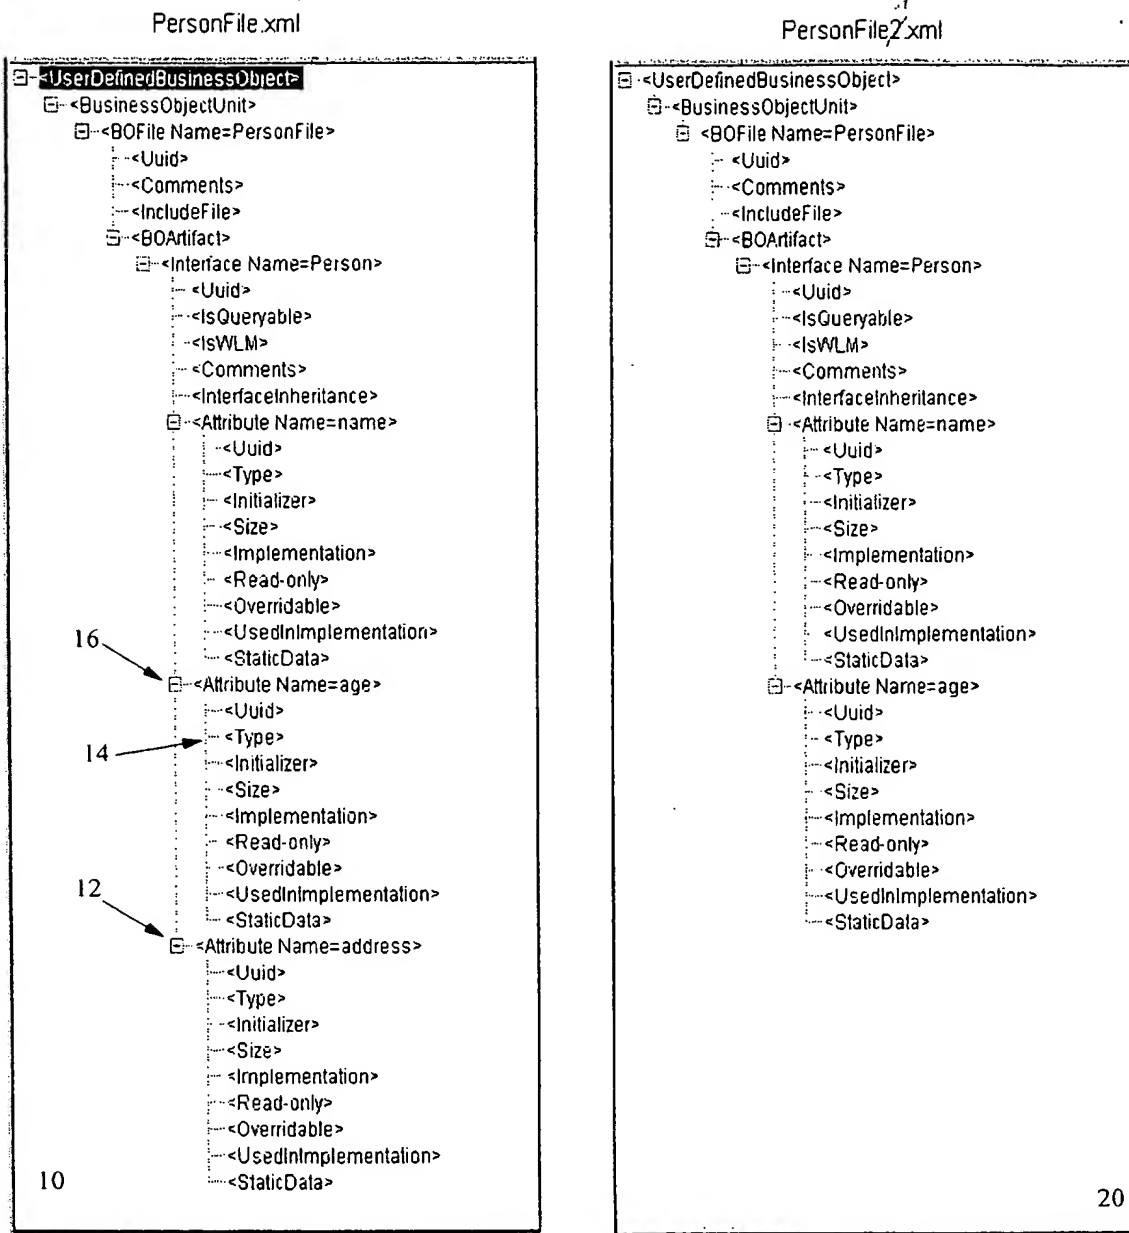 PersonFile.xml
<UserDefinedBusinessObject>
<BusinessObjectUnit>
<BOFile Name=PersonFile>
<Uuid>
<Comments>
<IncludeFile>
<BOArtifact>
<Interface Name=Person>
<Uuid>
<IsQueryable>
<IsWLM>
<Comments>
<InterfaceInheritance>
<Attribute Name=name>
<Uuid>
<Type>
<Initializer>
<Size>
<Implementation>
<Read-only>
<Overridable>
<UsedInImplementation>
<StaticData>
16
<Attribute Name=age>
<Uuid>
14
<Type>
<Initializer>
<Size>
<Implementation>
<Read-only>
<Overridable>
12
<UsedInImplementation>
<StaticData>
<Attribute Name=address>
<Uuid>
<Type>
<Initializer>
<Size>
<Implementation>
<Read-only>
<Overridable>
<UsedInImplementation>
10
<StaticData>
PersonFile2.xml
<UserDefinedBusinessObject>
<BusinessObjectUnit>
<BOFile Name=PersonFile>
<Uuid>
<Comments>
<IncludeFile>
<BOArtifact>
<Interface Name=Person>
<Uuid>
<IsQueryable>
<IsWLM>
<Comments>
<InterfaceInheritance>
<Attribute Name=name>
<Uuid>
<Type>
<Initializer>
<Size>
<Implementation>
<Read-only>
<Overridable>
<UsedInImplementation>
<StaticData>
<Attribute Name=age>
<Uuid>
<Type>
<Initializer>
<Size>
<Implementation>
<Read-only>
<Overridable>
<UsedInImplementation>
<StaticData>
20